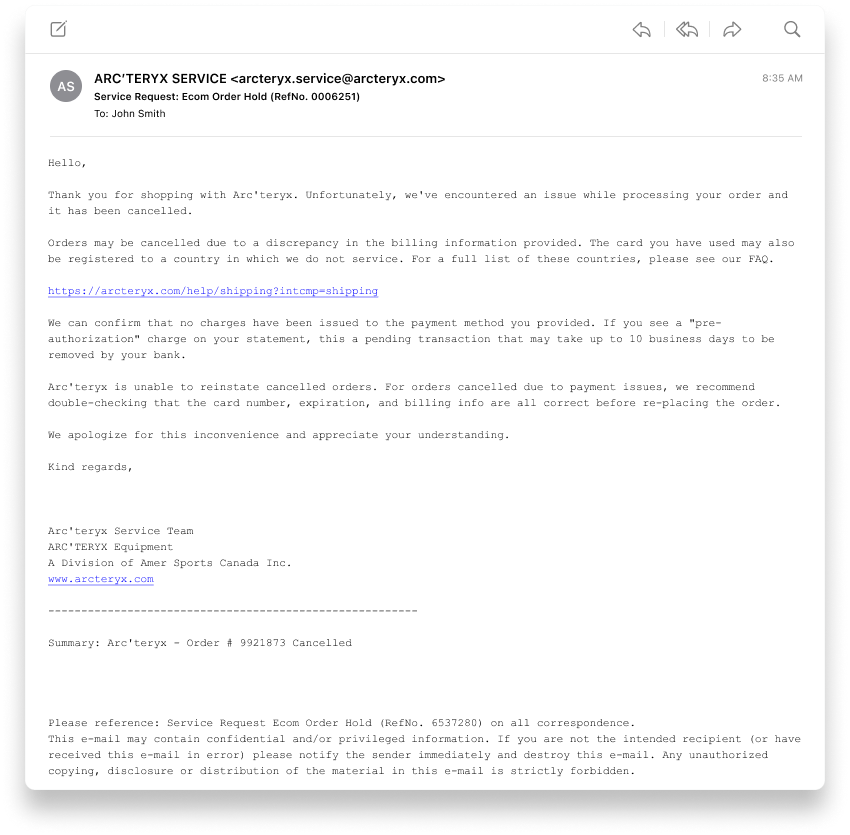 AS
ARC’TERYX SERVICE <arcteryx.service@arcteryx.com>
8:35 AM
Service Request: Ecom Order Hold (RefNo. 0006251)
To: John Smith
Hello,
Thank you for shopping with Arc'teryx. Unfortunately, we've encountered an issue while processing your order and
it has been cancelled.
Orders may be cancelled due to a discrepancy in the billing information provided. The card you have used may also
be registered to a country in which we do not service. For a full list of these countries, please see our FAQ.
https://arcteryx.com/help/shipping?intcmp=shipping
We can confirm that no charges have been issued to the payment method you provided. If you see a "pre-
authorization" charge on your statement, this a pending transaction that may take up to 10 business days to be
removed by your bank.
Arc'teryx is unable to reinstate cancelled orders. For orders cancelled due to payment issues, we recommend
double-checking that the card number, expiration, and billing info are all correct before re-placing the order.
We apologize for this inconvenience and appreciate your understanding.
Kind regards,
Arc'teryx Service Team
ARC'TERYX Equipment
A Division of Amer Sports Canada Inc.
www.arcteryx.com
--------------------------------------------------------
Summary: Arc'teryx - Order # 9921873 Cancelled
Please reference: Service Request Ecom Order Hold (RefNo. 6537280) on all correspondence.
This e-mail may contain confidential and/or privileged information. If you are not the intended recipient (or have
received this e-mail in error) please notify the sender immediately and destroy this e-mail. Any unauthorized
copying, disclosure or distribution of the material in this e-mail is strictly forbidden.